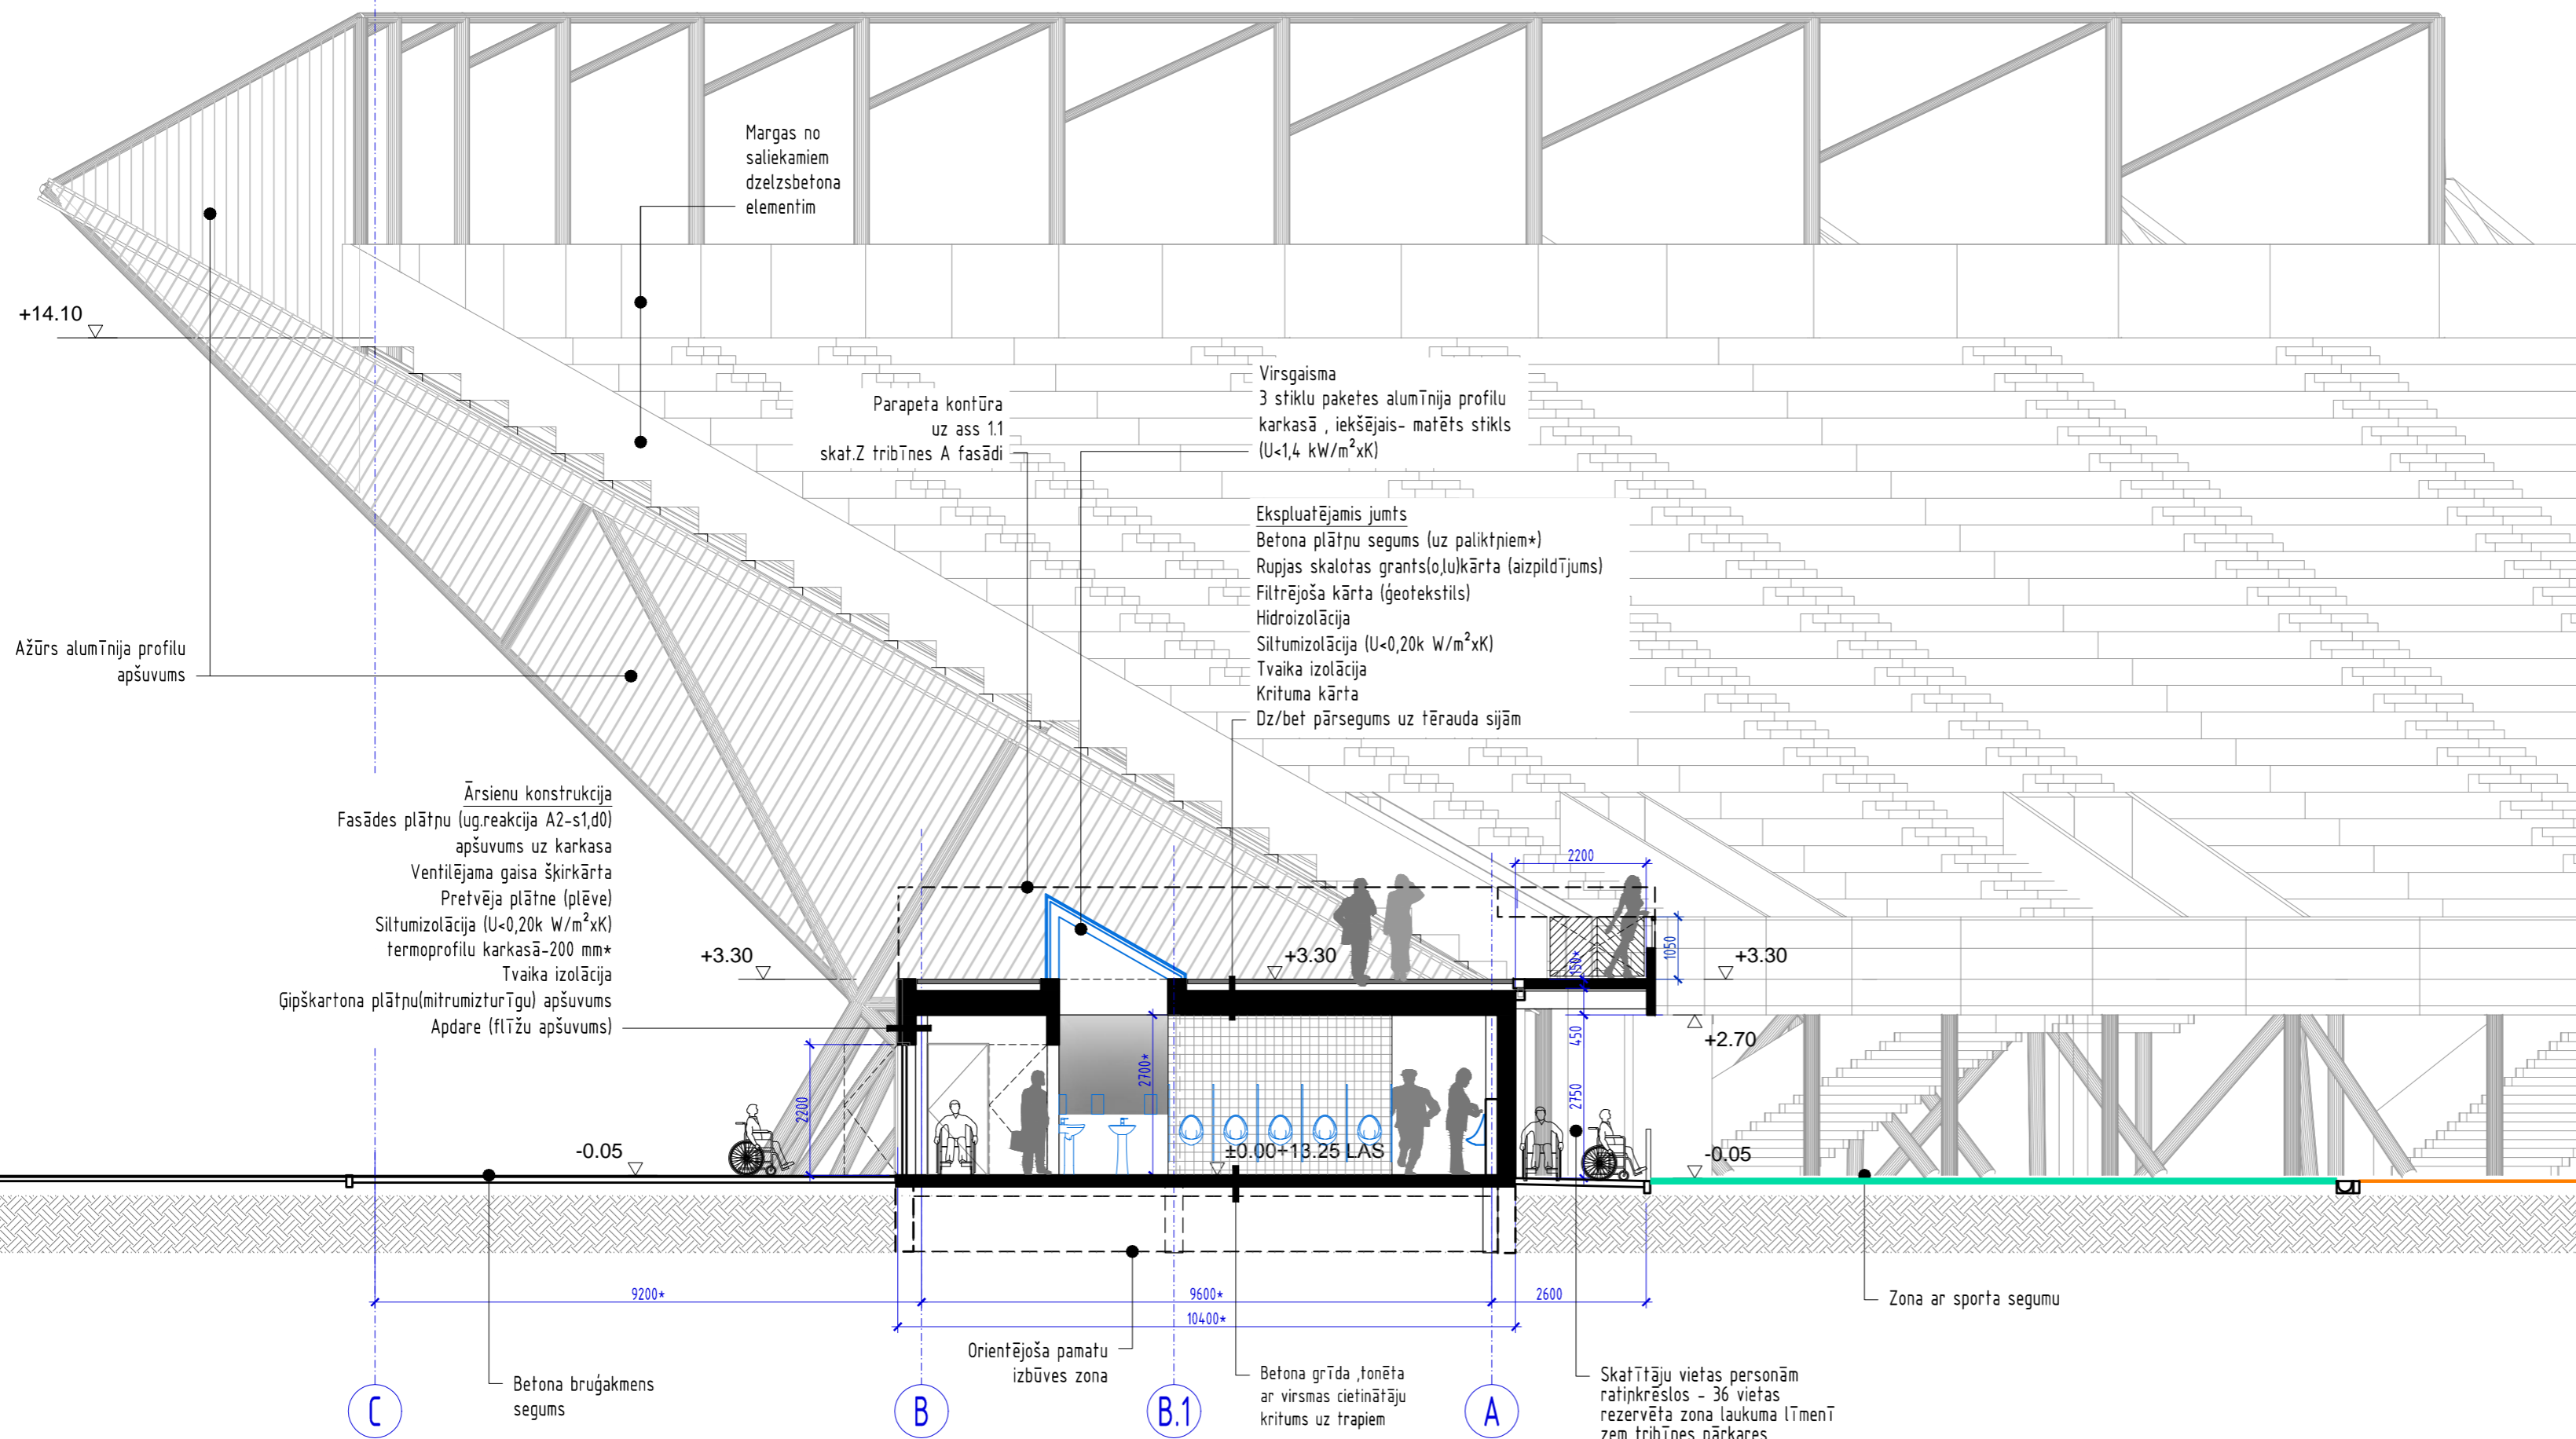 Margas no
saliekamiem
dzelzsbetona
elementim
+14.10
Parapeta kontūra
uz ass 1.1
skat.Z tribīnes A fasādi
Virsgaisma
3 stiklu paketes alumīnija profilu
karkasā , iekšējais- matēts stikls
(U<1,4 kW/m²xK)
Ekspluatējamis jumts
Betona plātņu segums (uz paliktņiem*)
Rupjas skalotas grants(o,lu)kārta (aizpildījums)
Filtrējoša kārta (ģeotekstils)
Hidroizolācija
Siltumizolācija (U<0,20k W/m²xK)
Tvaika izolācija
Krituma kārta
Dz/bet pārsegums uz tērauda sijām
Ažūrs alumīnija profilu
apšuvums
Ārsienu konstrukcija
Fasādes plātņu (ug.reakcija A2-s1,d0)
apšuvums uz karkasa
Ventilējama gaisa šķirkārta
Pretvēja plātne (plēve)
Siltumizolācija (U<0,20k W/m²xK)
termoprofilu karkasā-200 mm*
Tvaika izolācija
Ģipškartona plātņu(mitrumizturīgu) apšuvums
Apdare (flīžu apšuvums)
2200
1050
+3.30
+3.30
150*
+3.30
450
+2.70
2200
2700*
2750
-0.05
±0.00=+13.25 LAS
-0.05
9200*
9600*
2600
10400*
Zona ar sporta segumu
Orientējoša pamatu
izbūves zona
Betona bruģakmens
segums
Betona grīda ,tonēta
ar virsmas cietinātāju
kritums uz trapiem
Skatītāju vietas personām
ratiņkrēslos - 36 vietas
rezervēta zona laukuma līmenī
zem tribīnes pārkares
C
B
B.1
A